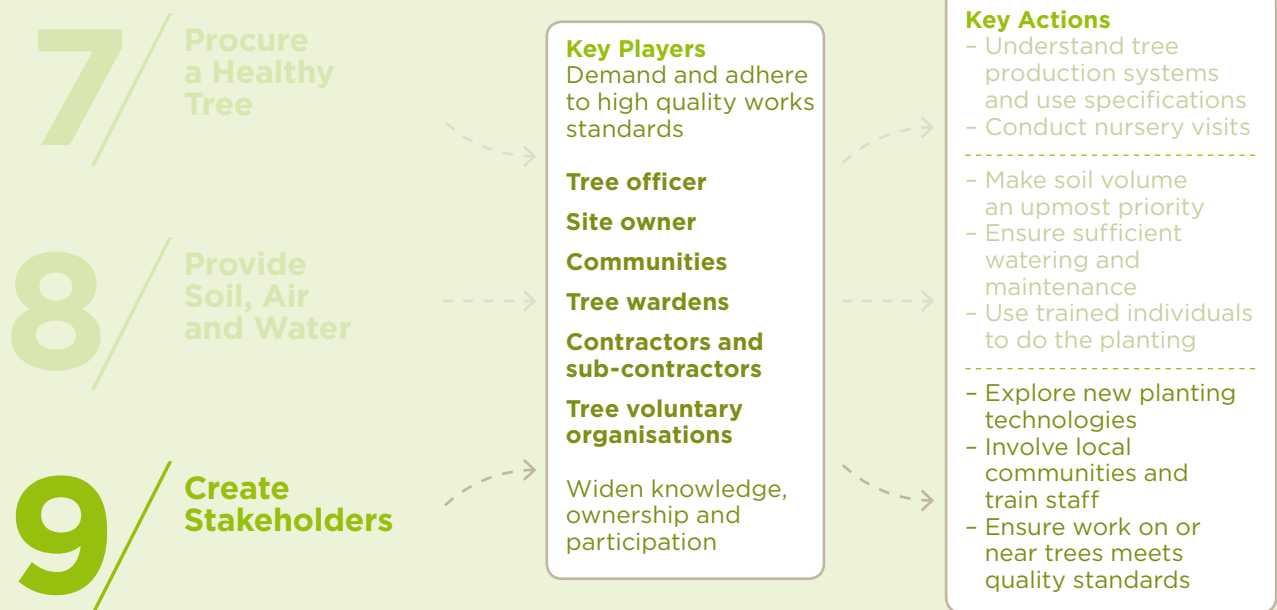 7
Procure
a Healthy
Tree
8
Provide
Soil, Air
and Water
9
Create
Stakeholders
Key Players
Demand and adhere
to high quality works
standards
Tree officer
Site owner
Communities
Tree wardens
Contractors and
sub-contractors
Tree voluntary
organisations
Widen knowledge,
ownership and
participation
Key Actions
– Understand tree
production systems
and use specifications
– Conduct nursery visits
– Make soil volume
an upmost priority
– Ensure sufficient
watering and
maintenance
– Use trained individuals
to do the planting
– Explore new planting
technologies
– Involve local
communities and
train staff
– Ensure work on or
near trees meets
quality standards